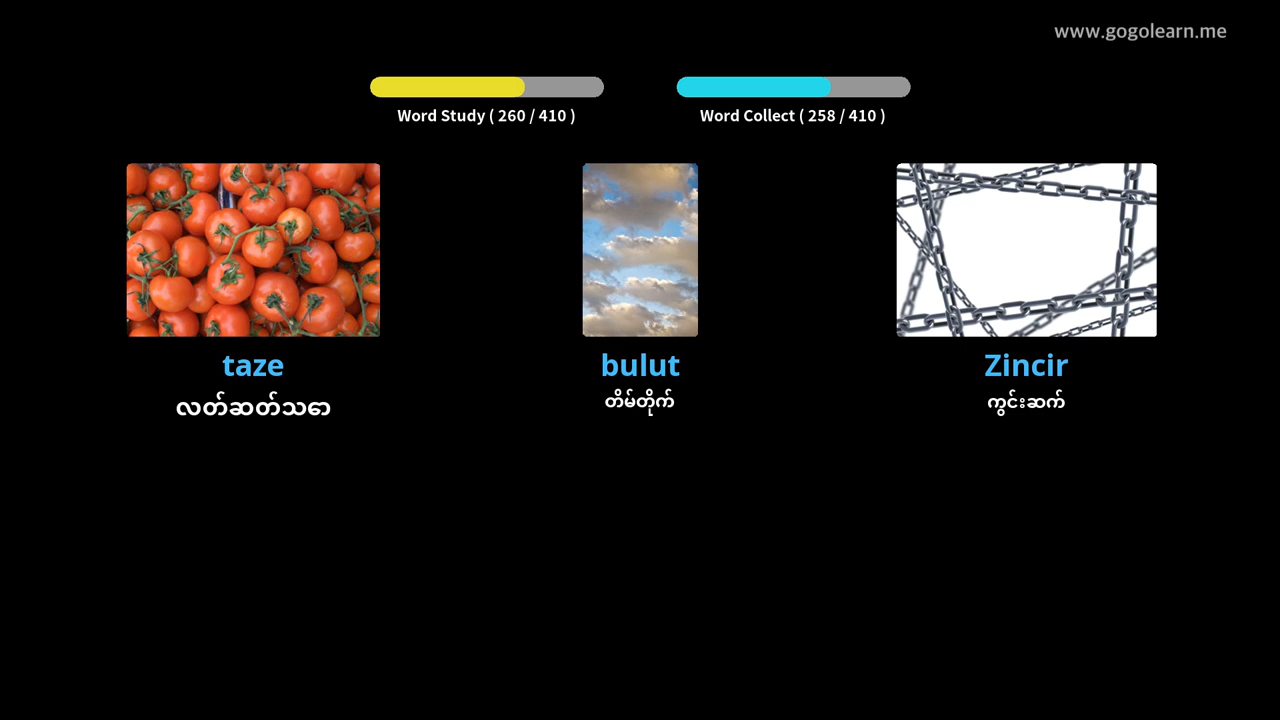 www.gogolearn.me
Word Study ( 260 / 410 )
Word Collect ( 258 / 410 )
taze
bulut
Zincir
လတ်ဆတ်သော
တိမ်တိုက်
ကွင်းဆက်